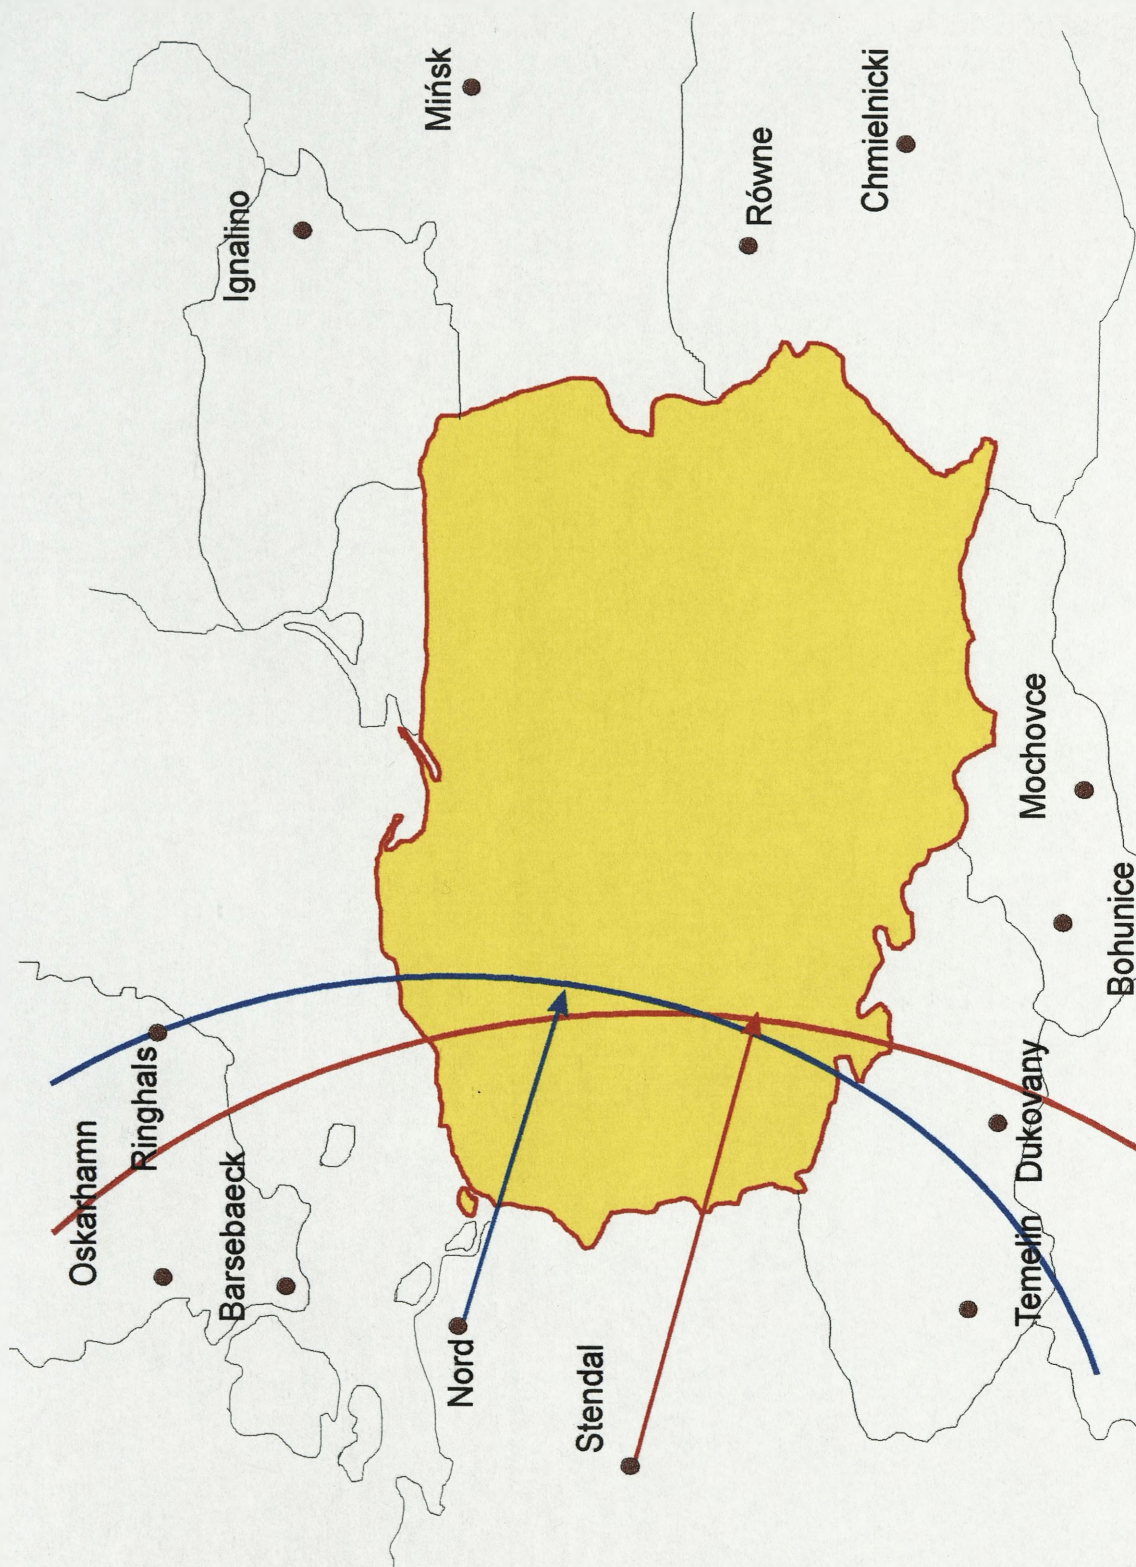 Oskarhamn
Ringhals
Barsebaeck
Ignalino
Mińsk
Nord
Stendal
Równe
Chmielnicki
Temelin
Dukovany
Mochovce
Bohunice